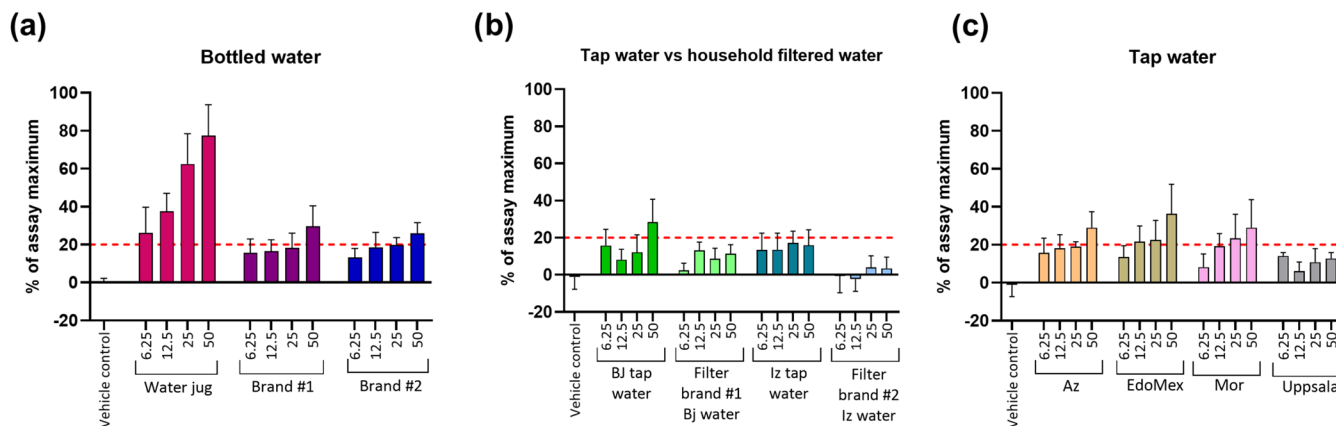 (a)
Bottled water
% of assay maximum
100
80
60
40
20
0
-20
Vehicle control
6.25
12.5
25
50
6.25
12.5
25
50
6.25
12.5
25
50
Water jug
Brand #1
Brand #2
(b)
Tap water vs household filtered water
% of assay maximum
100
80
60
40
20
0
-20
Vehicle control
6.25
12.5
25
50
6.25
12.5
25
50
6.25
12.5
25
50
6.25
12.5
25
50
BJ tap
water
Filter
brand #1
Bj water
Iz tap
water
Filter
brand #2
Iz water
(c)
Tap water
% of assay maximum
100
80
60
40
20
0
-20
Vehicle control
6.25
12.5
25
50
6.25
12.5
25
50
6.25
12.5
25
50
6.25
12.5
25
50
Az
EdoMex
Mor
Uppsala